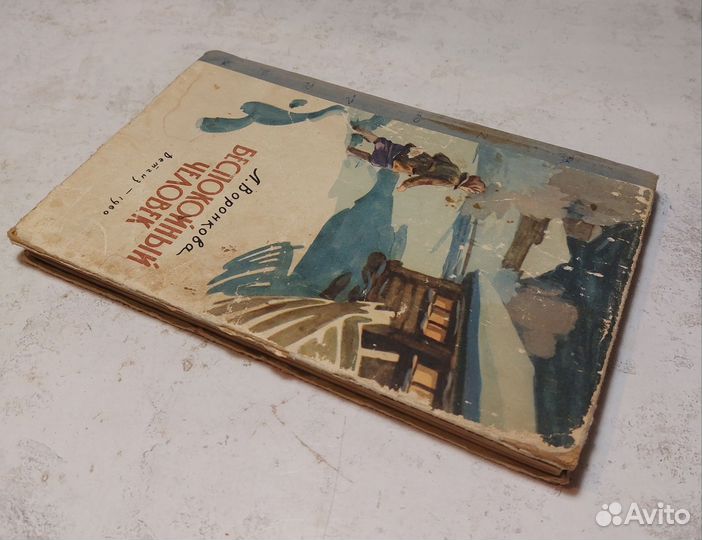 Л. Воронкова
БЕСПОКОЙНЫЙ
ЧЕЛОВЕК
Детгиз – 1960
Avito